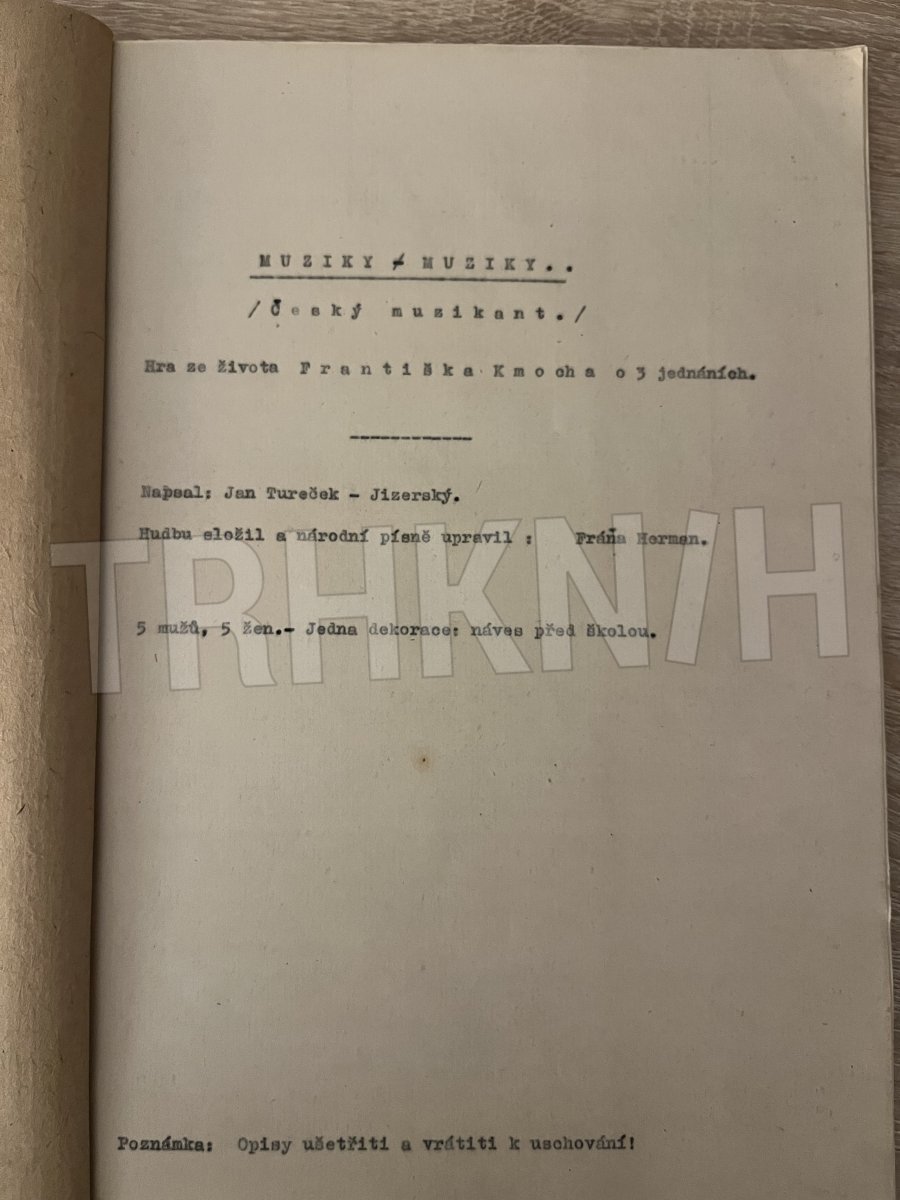 MUZIKY - MUZIKY..
/Český muzikant./
Hra ze života Františka Kmocha o 3 jednáních.
Napsal: Jan Tureček - Jizerský.
Hudbu složil a národní písně upravil : Fráňa Herman.
TRHKNIH
5 mužů, 5 žen.- Jedna dekorace: náves před školou.
Poznámka: Opisy ušetřiti a vrátiti k uschování!